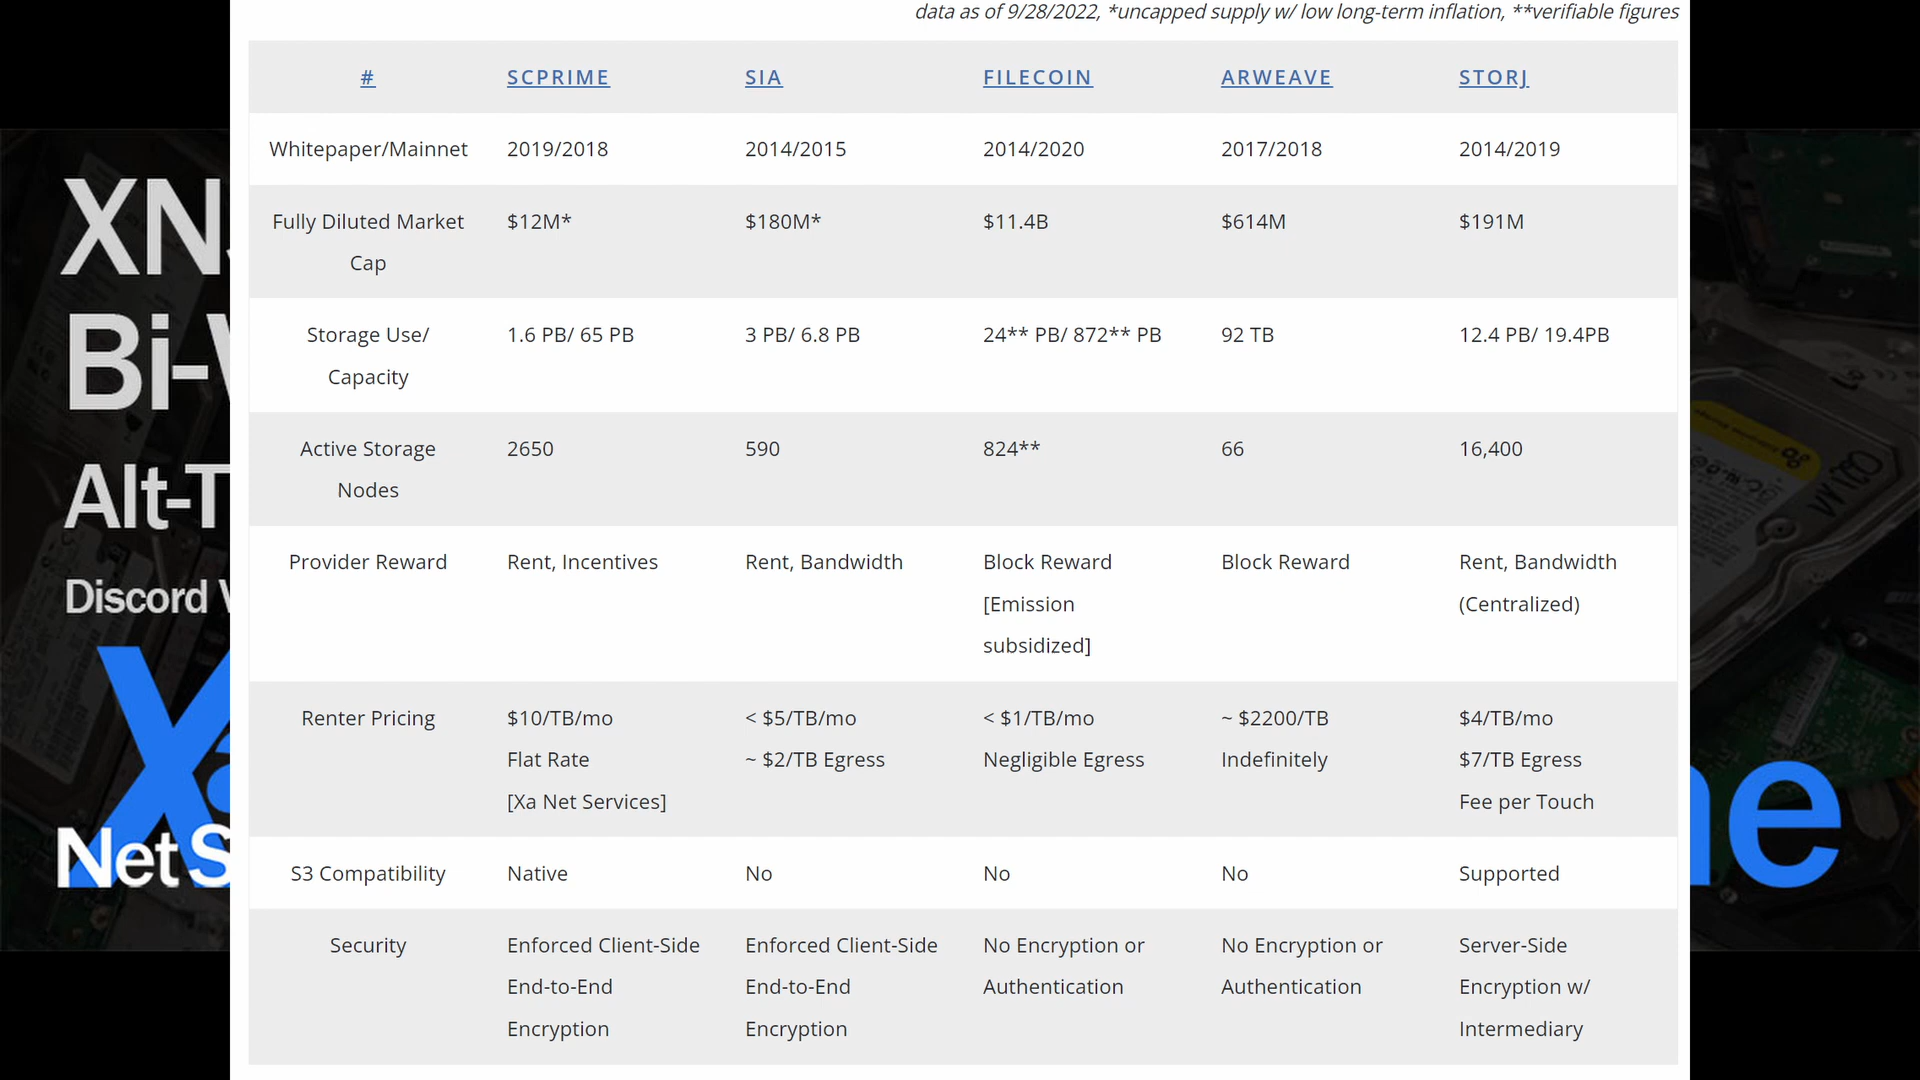 data as of 9/28/2022, *uncapped supply w/ low long-term inflation, **verifiable figures
# SCPRIME SIA FILECOIN ARWEAVE STORJ
Whitepaper/Mainnet 2019/2018 2014/2015 2014/2020 2017/2018 2014/2019
Fully Diluted Market $12M* $180M* $11.4B $614M $191M
Cap
Storage Use/ 1.6 PB/ 65 PB 3 PB/ 6.8 PB 24** PB/ 872** PB 92 TB 12.4 PB/ 19.4PB
Capacity
Active Storage 2650 590 824** 66 16,400
Nodes
Provider Reward Rent, Incentives Rent, Bandwidth Block Reward Block Reward Rent, Bandwidth
[Emission (Centralized)
subsidized]
Renter Pricing $10/TB/mo < $5/TB/mo < $1/TB/mo ~ $2200/TB $4/TB/mo
Flat Rate ~ $2/TB Egress Negligible Egress Indefinitely $7/TB Egress
[Xa Net Services] Fee per Touch
S3 Compatibility Native No No No Supported
Security Enforced Client-Side Enforced Client-Side No Encryption or No Encryption or Server-Side
End-to-End End-to-End Authentication Authentication Encryption w/
Encryption Encryption Intermediary
XN
Bi-
Alt-T
Discord
Xa
Net S
e